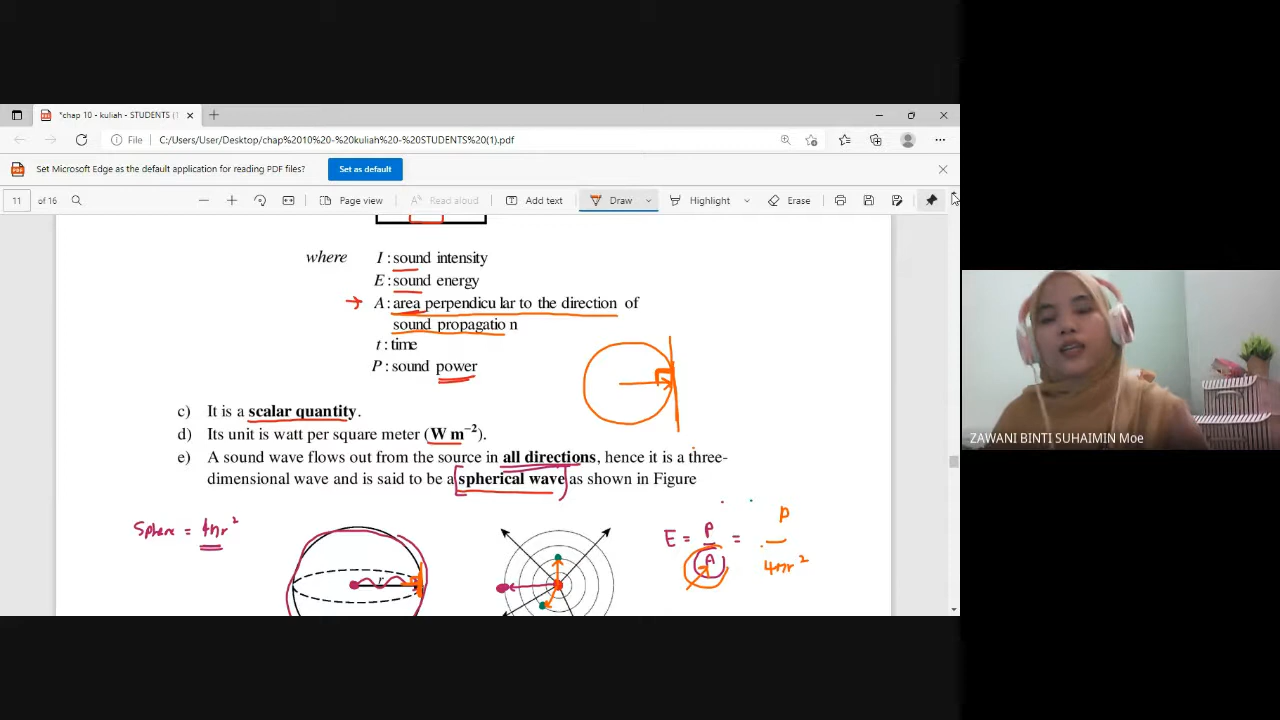 *chap 10 - kuliah - STUDENTS (1
File C:/Users/User/Desktop/chap%2010%20-%20kuliah%20-%20STUDENTS%20(1).pdf
Set Microsoft Edge as the default application for reading PDF files? Set as default
11 of 16 Page view Read aloud Add text Draw Highlight Erase
where I : sound intensity
E : sound energy
A : area perpendicular to the direction of
sound propagation
t : time
P : sound power
c) It is a scalar quantity.
d) Its unit is watt per square meter (W m⁻²).
e) A sound wave flows out from the source in all directions, hence it is a three-
dimensional wave and is said to be a spherical wave as shown in Figure
Sphere = 4πr²
r
E = P/A = P/4πr²
ZAWANI BINTI SUHAIMIN Moe